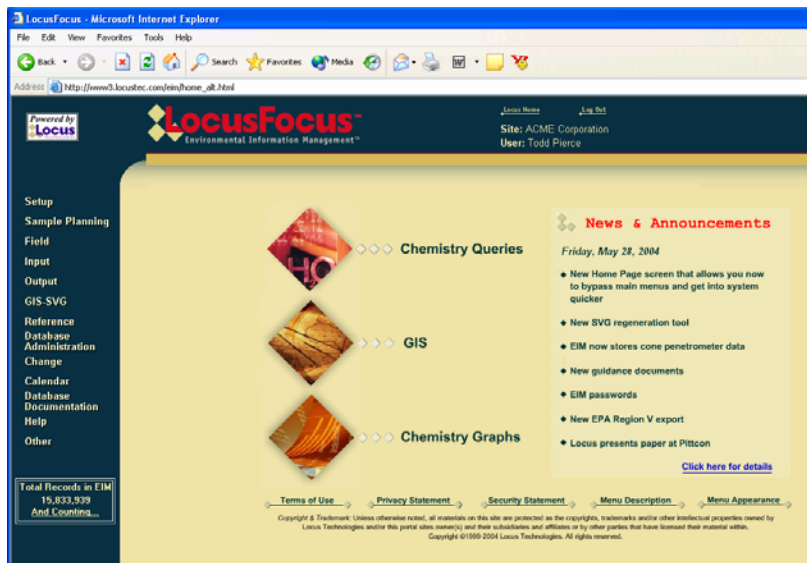 LocusFocus - Microsoft Internet Explorer
File Edit View Favorites Tools Help
Back Search Favorites Media
Address http://www3.locustec.com/eim/home_alt.html
Powered by
Locus
LocusFocus™
Environmental Information Management™
Locus Home Log Out
Site: ACME Corporation
User: Todd Pierce
Setup
Sample Planning
Field
Input
Output
GIS-SVG
Reference
Database
Administration
Change
Calendar
Database
Documentation
Help
Other
Total Records in EIM
15,833,939
And Counting...
Chemistry Queries
GIS
Chemistry Graphs
News & Announcements
Friday, May 28, 2004
New Home Page screen that allows you now
to bypass main menus and get into system
quicker
New SVG regeneration tool
EIM now stores cone penetrometer data
New guidance documents
EIM passwords
New EPA Region V export
Locus presents paper at Pittcon
Click here for details
Terms of Use Privacy Statement Security Statement Menu Description Menu Appearance
Copyright & Trademark: Unless otherwise noted, all materials on this site are protected as the copyrights, trademarks and/or other intellectual properties owned by
Locus Technologies and/or this portal sites owner(s) and their subsidiaries and affiliates or by other parties that have licensed their material within.
Copyright ©1999-2004 Locus Technologies. All rights reserved.